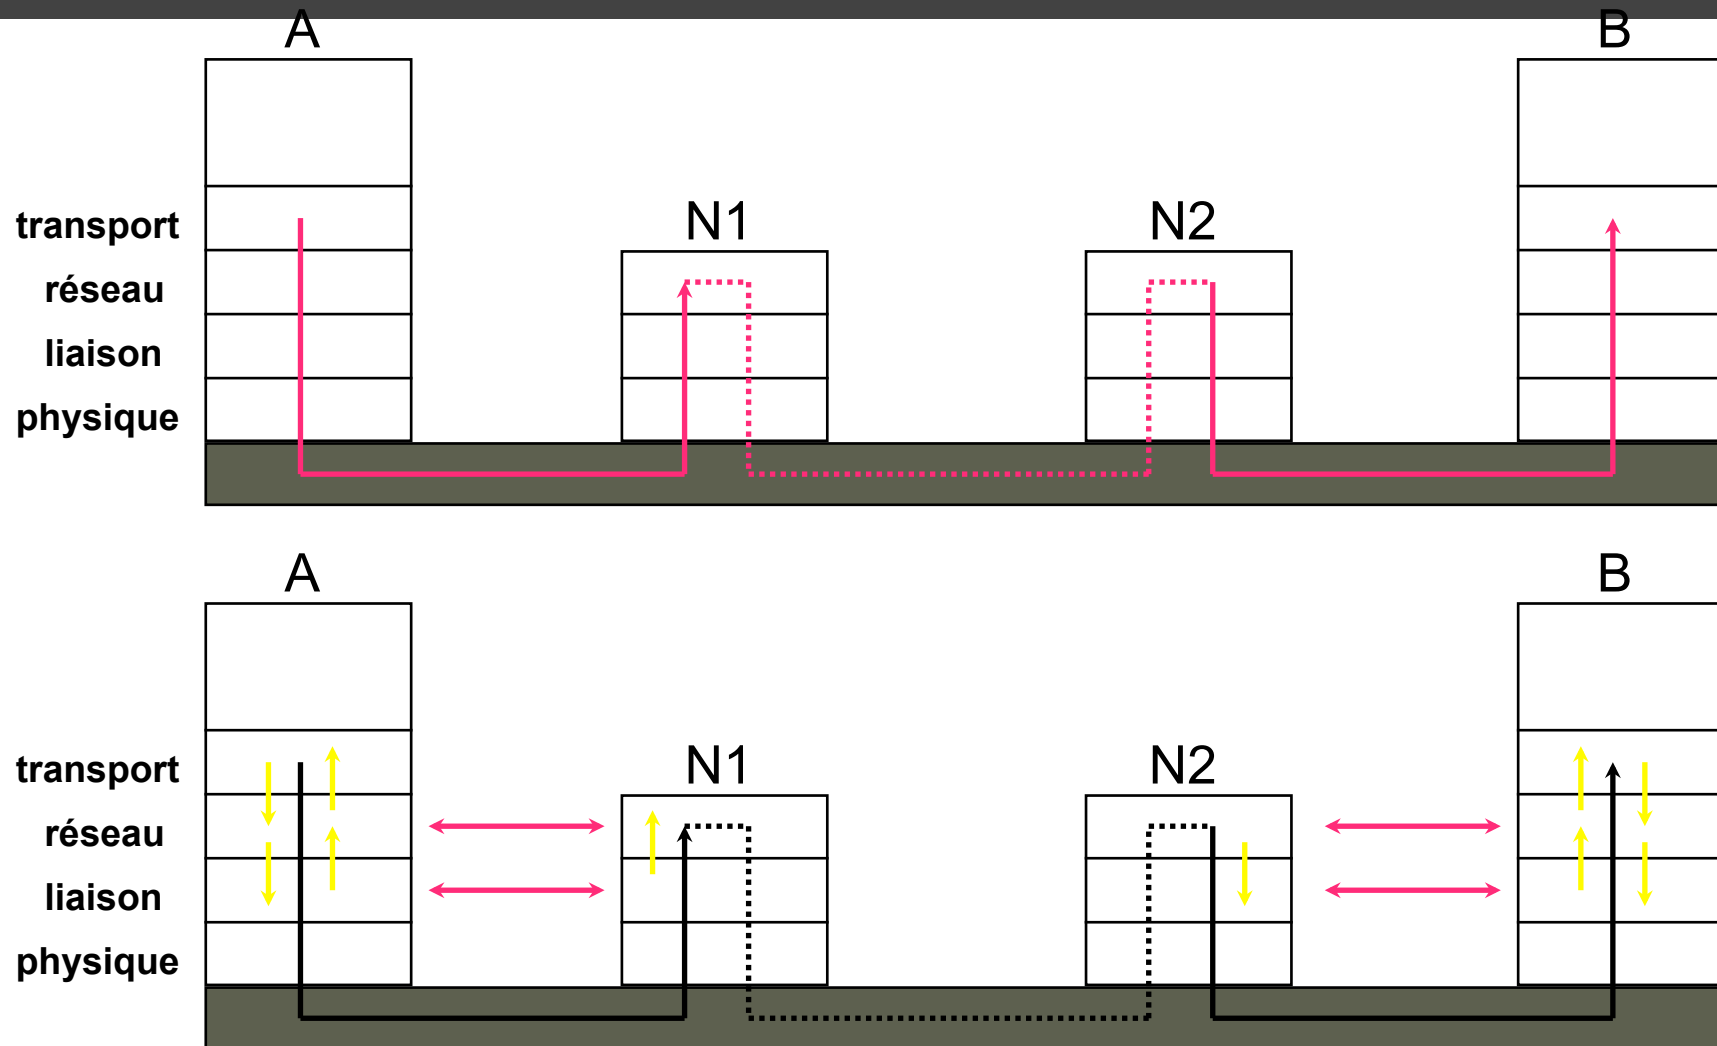 A
B
N1
N2
transport
réseau
liaison
physique
A
B
N1
N2
transport
réseau
liaison
physique